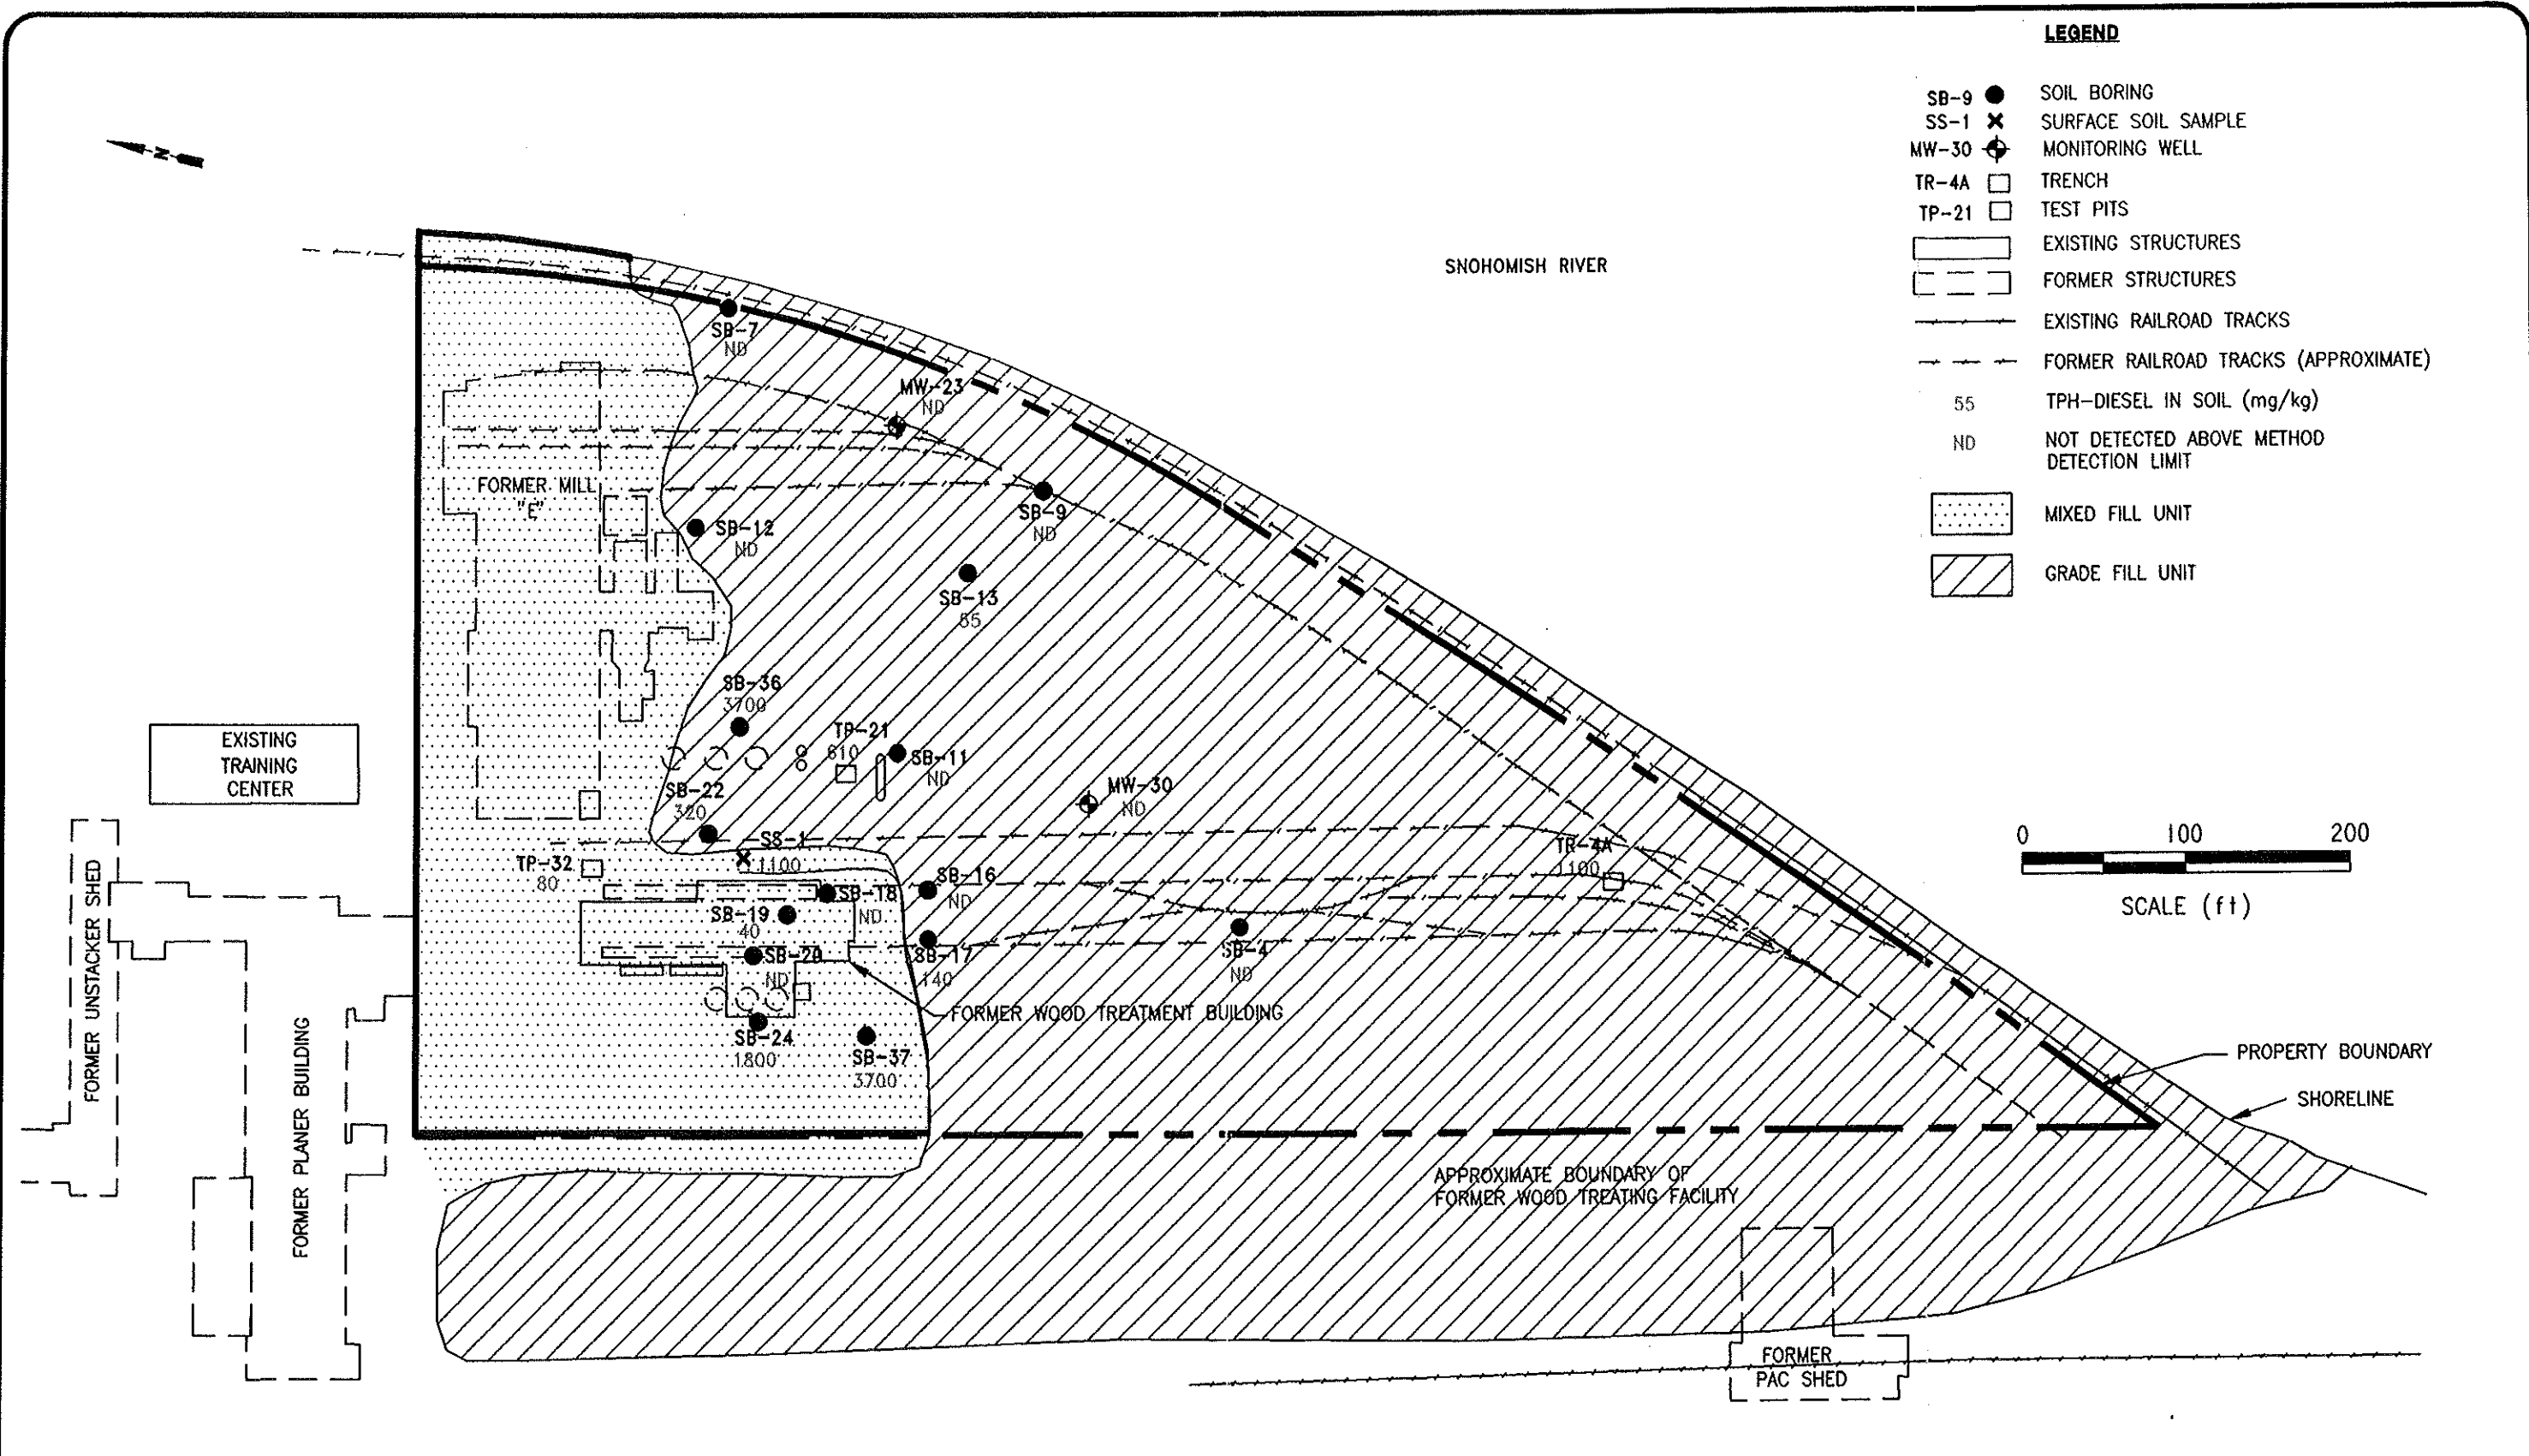 LEGEND
SB-9 SOIL BORING
SS-1 SURFACE SOIL SAMPLE
MW-30 MONITORING WELL
TR-4A TRENCH
TP-21 TEST PITS
EXISTING STRUCTURES
FORMER STRUCTURES
EXISTING RAILROAD TRACKS
FORMER RAILROAD TRACKS (APPROXIMATE)
55 TPH-DIESEL IN SOIL (mg/kg)
ND NOT DETECTED ABOVE METHOD
DETECTION LIMIT
MIXED FILL UNIT
GRADE FILL UNIT
N
SNOHOMISH RIVER
SB-7
ND
MW-23
ND
FORMER MILL
"E"
SB-9
ND
SB-12
ND
SB-13
55
SB-36
3700
TP-21
610
SB-11
ND
EXISTING
TRAINING
CENTER
SB-22
320
MW-30
ND
SS-1
1100
TP-32
80
TR-4A
1100
SB-16
ND
SB-18
ND
SB-19
40
SB-20
ND
SB-17
140
SB-4
ND
FORMER WOOD TREATMENT BUILDING
SB-24
1800
SB-37
3700
FORMER UNSTACKER SHED
FORMER PLANER BUILDING
0 100 200
SCALE (ft)
PROPERTY BOUNDARY
SHORELINE
APPROXIMATE BOUNDARY OF
FORMER WOOD TREATING FACILITY
FORMER
PAC SHED